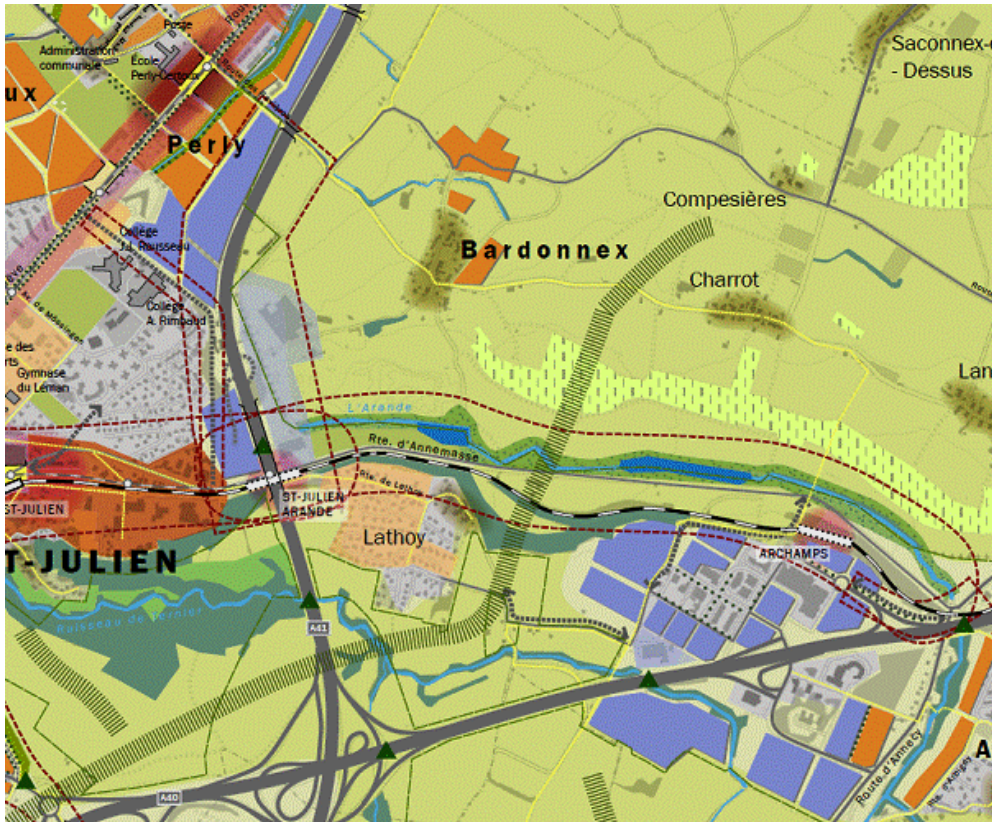 Poste
Administration
communale
École
Perly-Certoux
Saconnex-
- Dessus
ux
Perly
Compesières
Bardonnex
Collège
J.J. Rousseau
Charrot
Collège
A. Rimbaud
Gymnase
du Léman
Lan
L'Arande
Rte. d'Annemasse
ST-JULIEN
ARANDE
ST-JULIEN
Lathoy
ARCHAMPS
T-JULIEN
Ruisseau de Ternier
A41
A
Route d'Annecy
A40